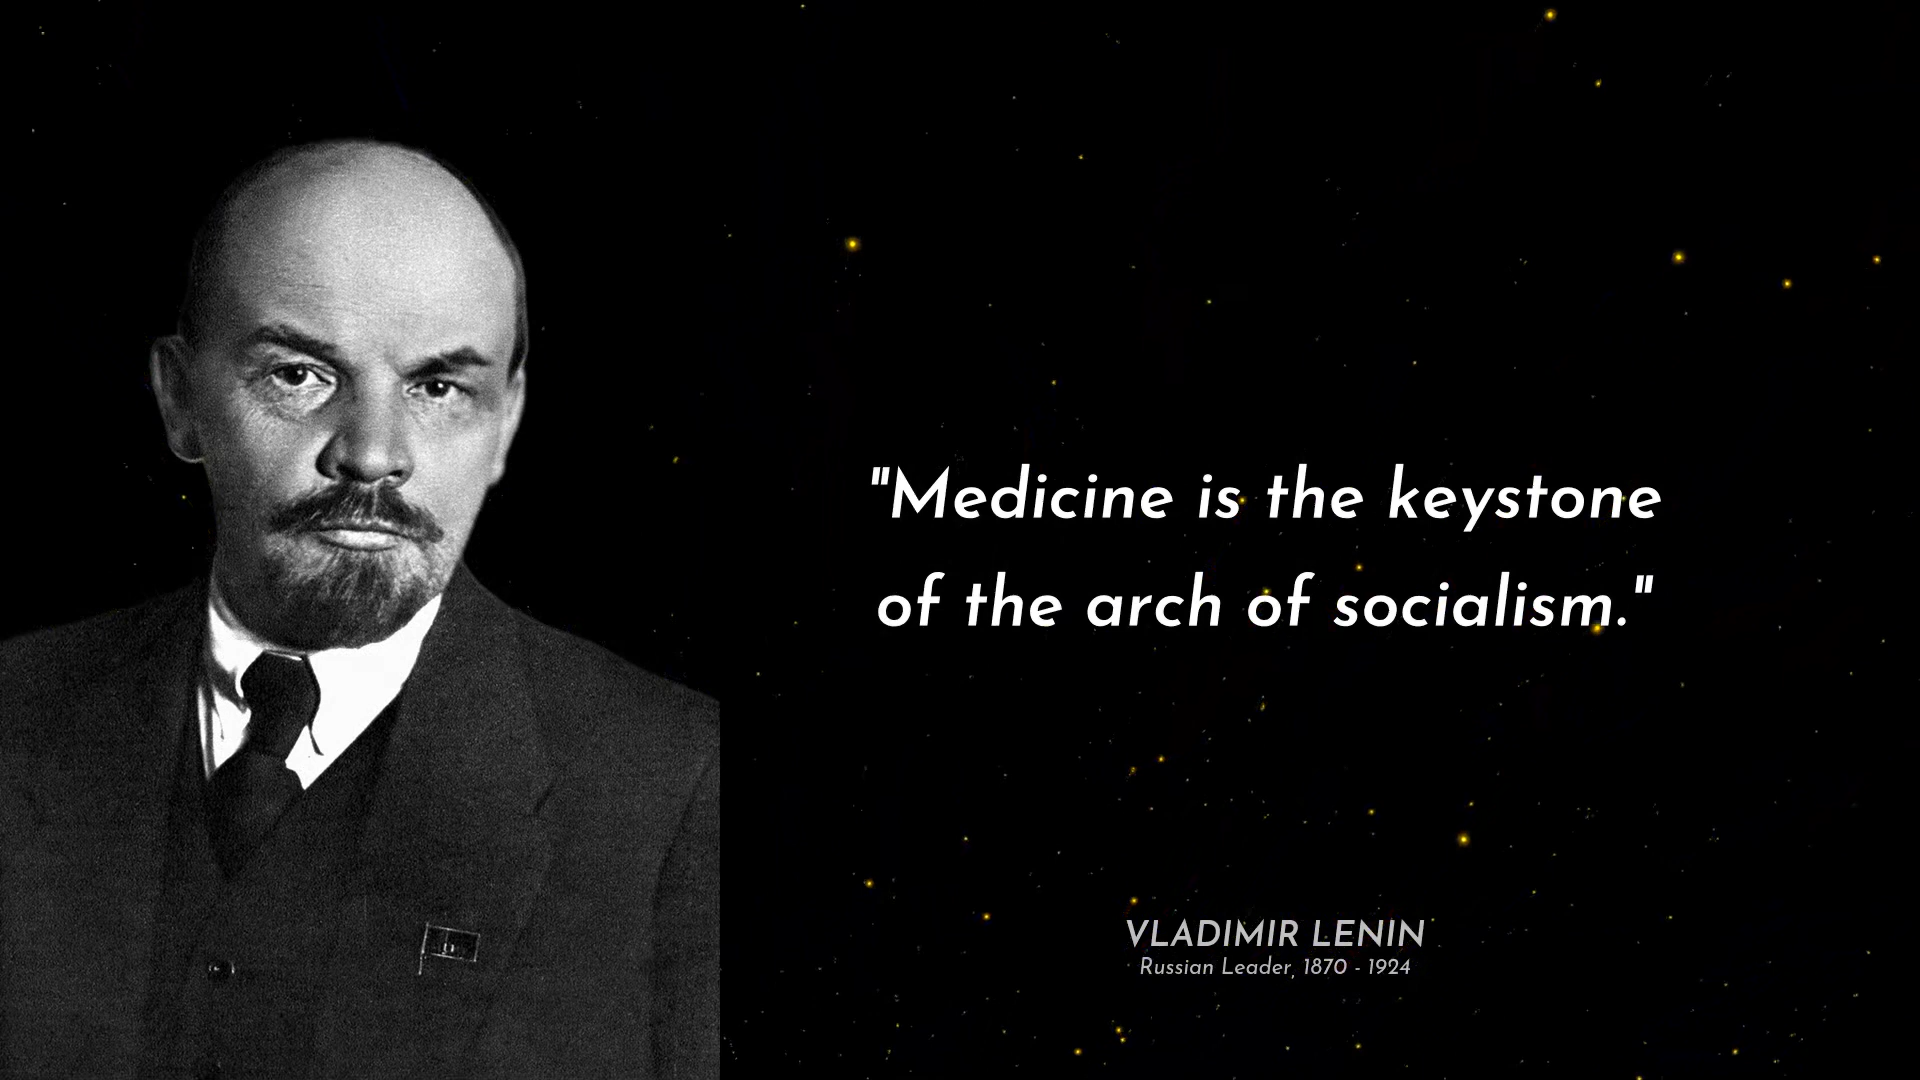 "Medicine is the keystone
of the arch of socialism."
VLADIMIR LENIN
Russian Leader, 1870 - 1924